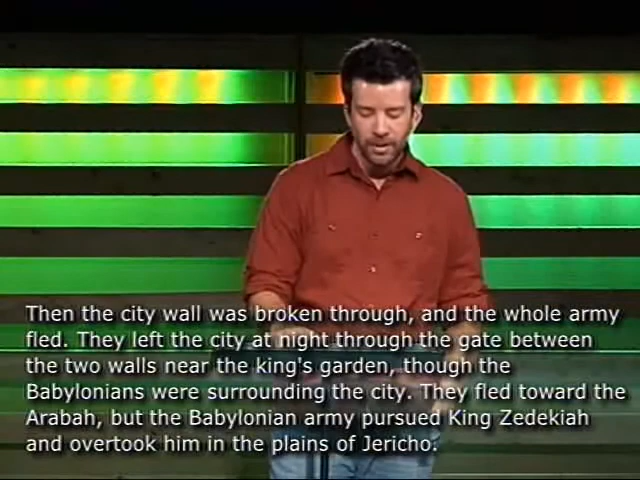 Then the city wall was broken through, and the whole army
fled. They left the city at night through the gate between
the two walls near the king's garden, though the
Babylonians were surrounding the city. They fled toward the
Arabah, but the Babylonian army pursued King Zedekiah
and overtook him in the plains of Jericho.